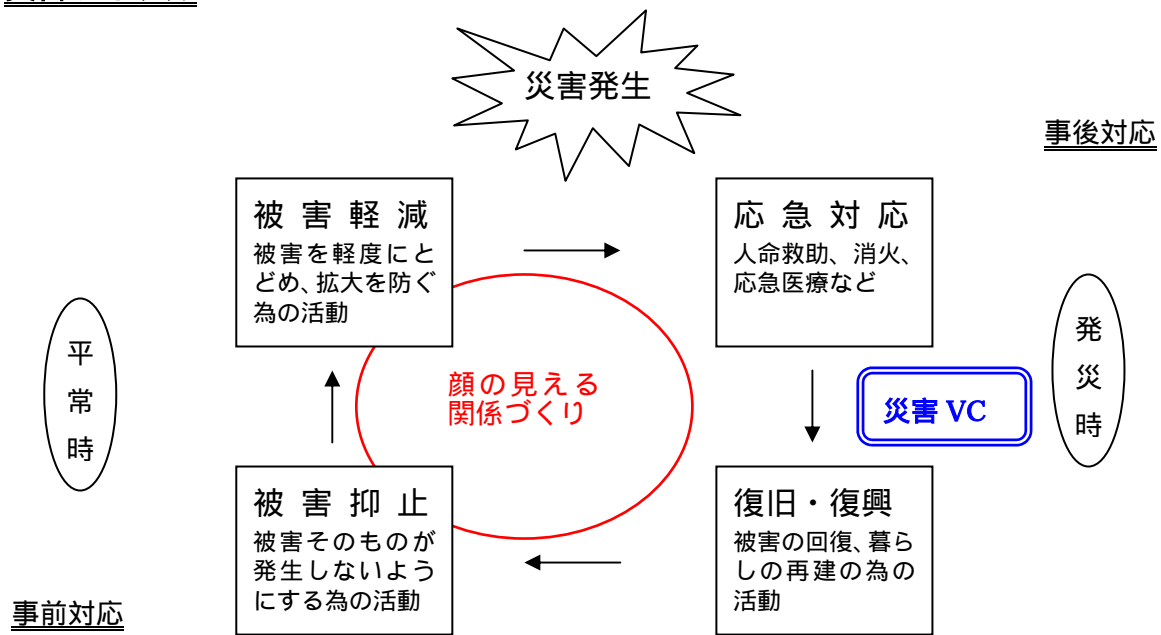 災害発生
事後対応
被害軽減
被害を軽度にと
どめ、拡大を防ぐ
為の活動
応急対応
人命救助、消火、
応急医療など
平常時
顔の見える
関係づくり
災害 VC
発災時
被害抑止
被害そのものが
発生しないよう
にする為の活動
復旧・復興
被害の回復、暮ら
しの再建の為の
活動
事前対応